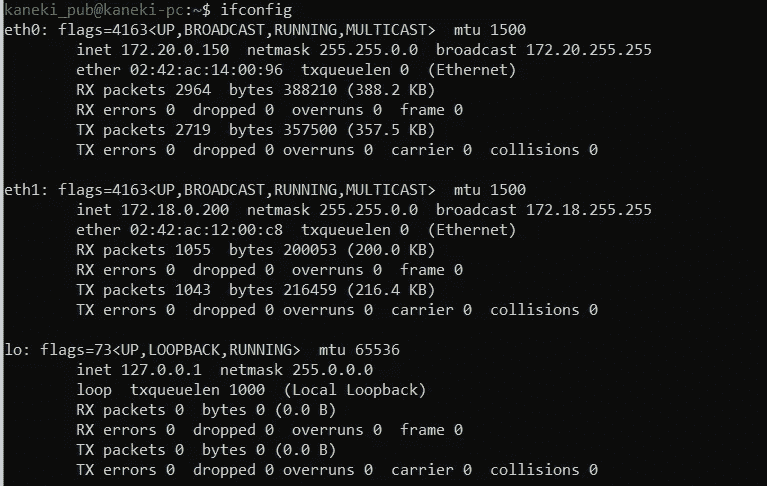 kaneki_pub@kaneki-pc:~$ ifconfig
eth0: flags=4163<UP,BROADCAST,RUNNING,MULTICAST>  mtu 1500
        inet 172.20.0.150  netmask 255.255.0.0  broadcast 172.20.255.255
        ether 02:42:ac:14:00:96  txqueuelen 0  (Ethernet)
        RX packets 2964  bytes 388210 (388.2 KB)
        RX errors 0  dropped 0  overruns 0  frame 0
        TX packets 2719  bytes 357500 (357.5 KB)
        TX errors 0  dropped 0 overruns 0  carrier 0  collisions 0

eth1: flags=4163<UP,BROADCAST,RUNNING,MULTICAST>  mtu 1500
        inet 172.18.0.200  netmask 255.255.0.0  broadcast 172.18.255.255
        ether 02:42:ac:12:00:c8  txqueuelen 0  (Ethernet)
        RX packets 1055  bytes 200053 (200.0 KB)
        RX errors 0  dropped 0  overruns 0  frame 0
        TX packets 1043  bytes 216459 (216.4 KB)
        TX errors 0  dropped 0 overruns 0  carrier 0  collisions 0

lo: flags=73<UP,LOOPBACK,RUNNING>  mtu 65536
        inet 127.0.0.1  netmask 255.0.0.0
        loop  txqueuelen 1000  (Local Loopback)
        RX packets 0  bytes 0 (0.0 B)
        RX errors 0  dropped 0  overruns 0  frame 0
        TX packets 0  bytes 0 (0.0 B)
        TX errors 0  dropped 0 overruns 0  carrier 0  collisions 0